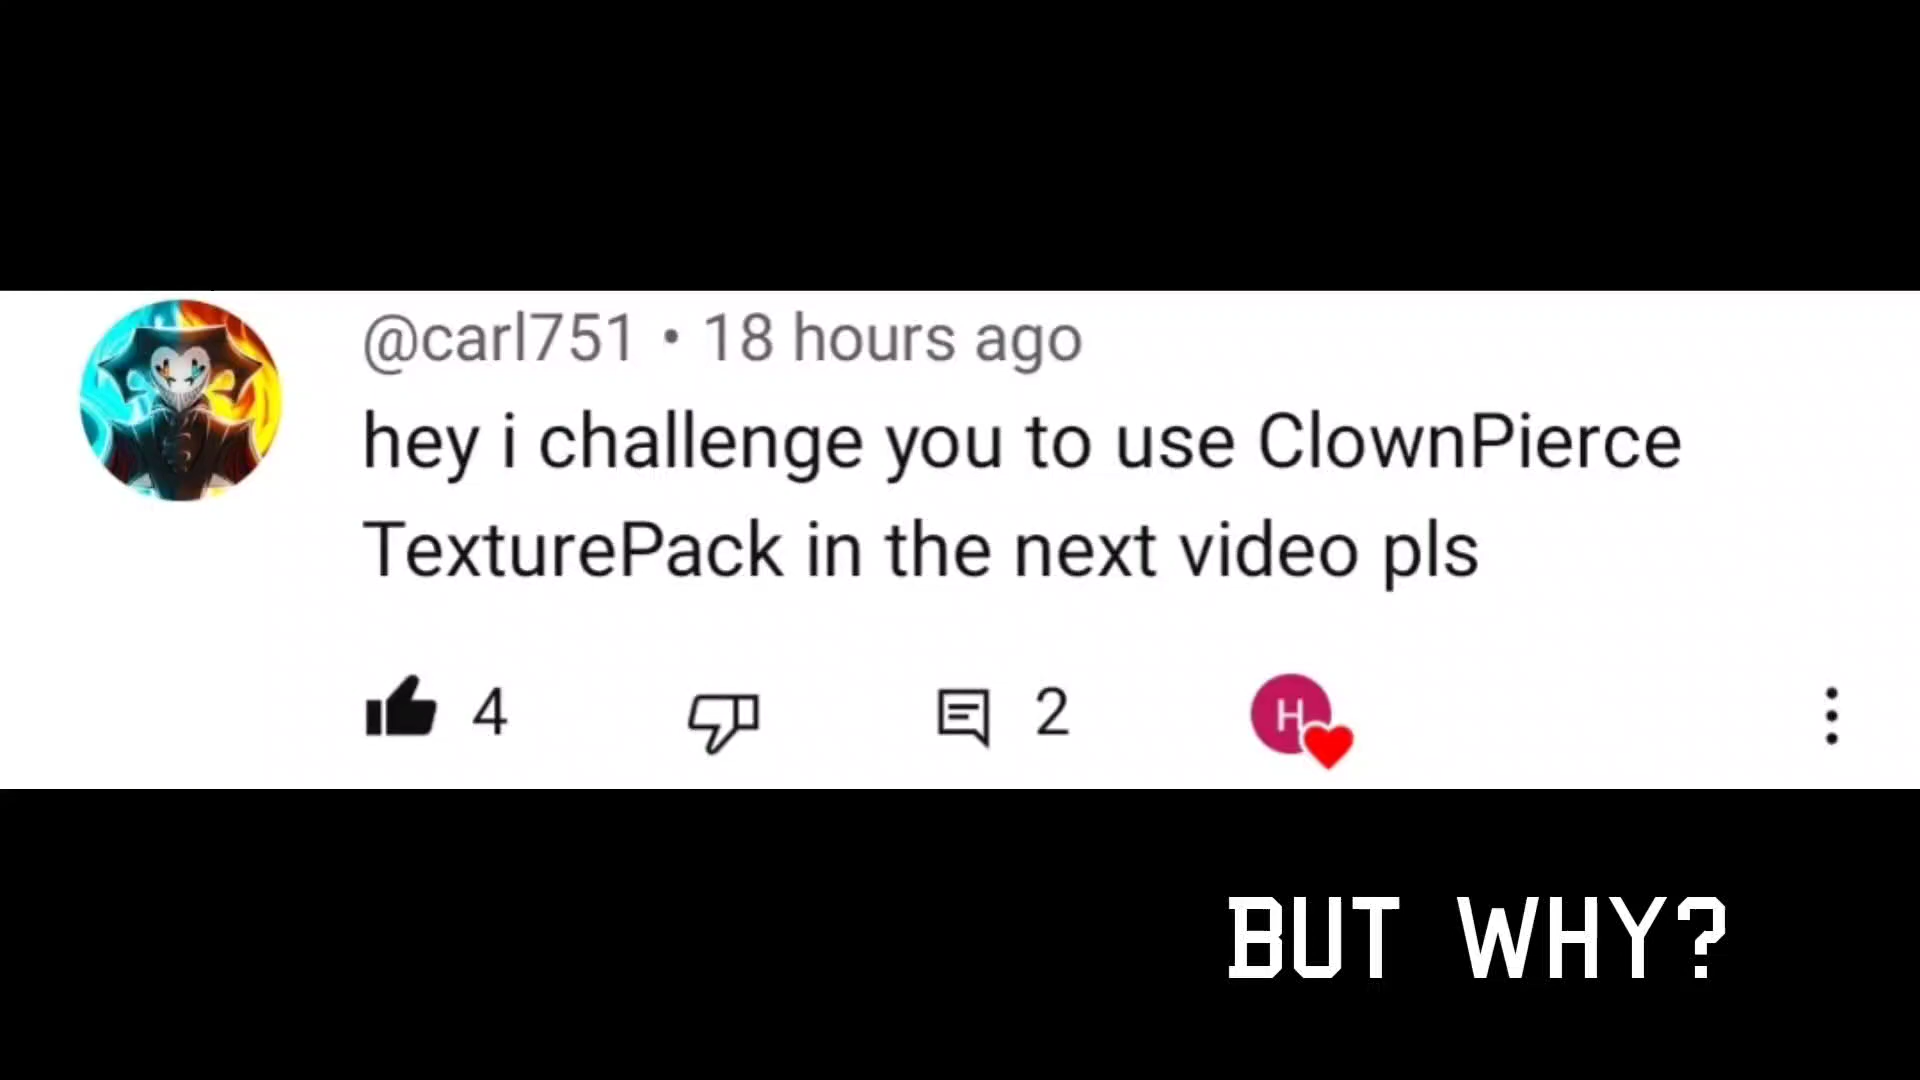 @carl751 • 18 hours ago
hey i challenge you to use ClownPierce
TexturePack in the next video pls
4 2 H
BUT WHY?